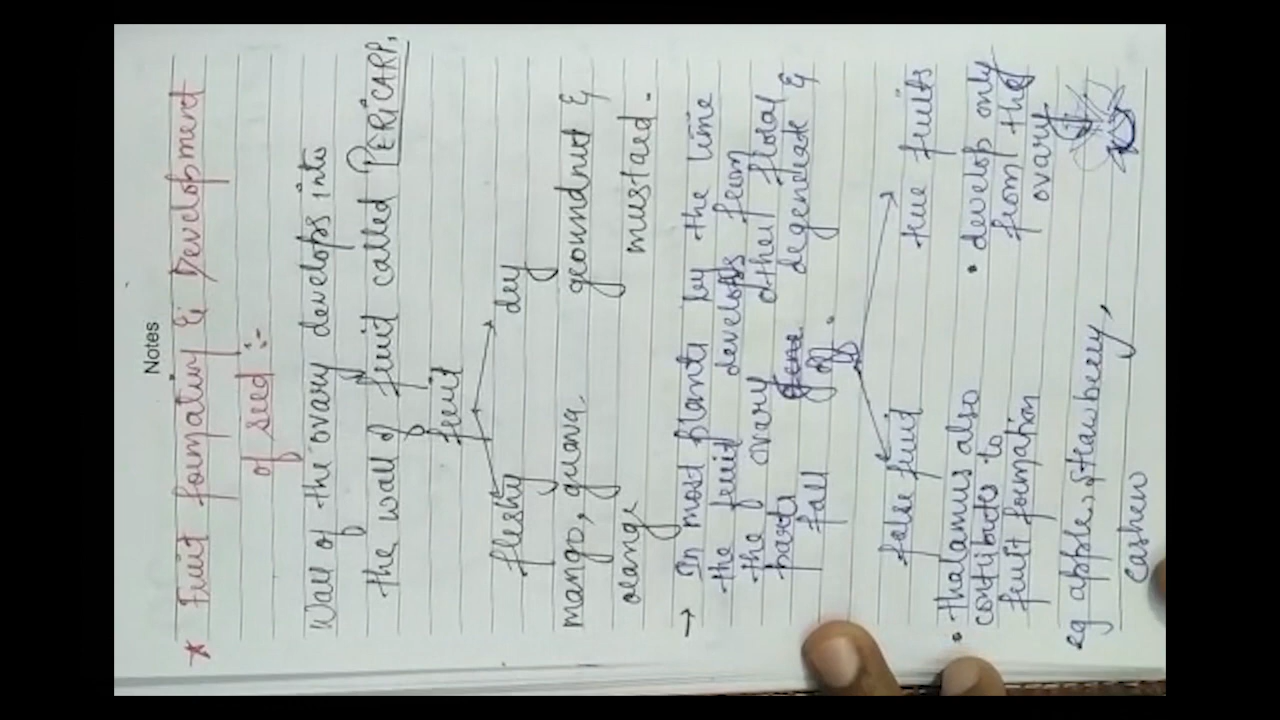 Notes
* Fruit formation & Development
of seed :-
Wall of the ovary develops into
the wall of fruit called PERICARP.
fruit
fleshy dry
mango, guava, groundnut &
orange mustard.
→ In most plants by the time
the fruit develops from
the ovary other floral
parts degenerate &
fall off.
false fruit true fruits
• thalamus also • develop only
contributes to from the
fruit formation ovary
eg apple, strawberry,
cashew